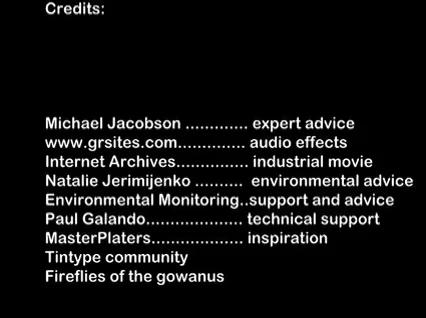 Credits:
Michael Jacobson ............. expert advice
www.grsites.com.............. audio effects
Internet Archives............... industrial movie
Natalie Jerimijenko .......... environmental advice
Environmental Monitoring..support and advice
Paul Galando.................... technical support
MasterPlaters................... inspiration
Tintype community
Fireflies of the gowanus